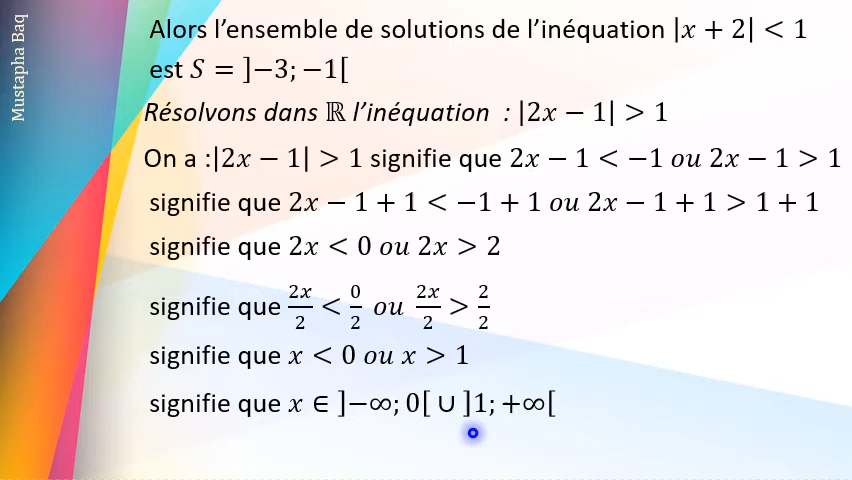 Mustapha Baq
Alors l’ensemble de solutions de l’inéquation |x + 2| < 1
est S = ]−3; −1[
Résolvons dans ℝ l’inéquation : |2x − 1| > 1
On a :|2x − 1| > 1 signifie que 2x − 1 < −1 ou 2x − 1 > 1
signifie que 2x − 1 + 1 < −1 + 1 ou 2x − 1 + 1 > 1 + 1
signifie que 2x < 0 ou 2x > 2
signifie que 2x/2 < 0/2 ou 2x/2 > 2/2
signifie que x < 0 ou x > 1
signifie que x ∈ ]−∞; 0[ ∪ ]1; +∞[